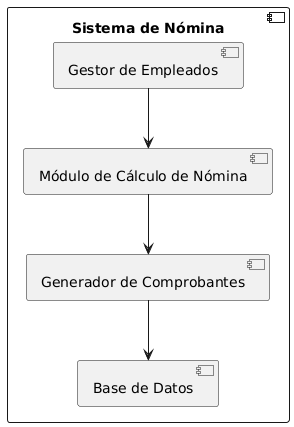 Sistema de Nómina
Gestor de Empleados
Módulo de Cálculo de Nómina
Generador de Comprobantes
Base de Datos